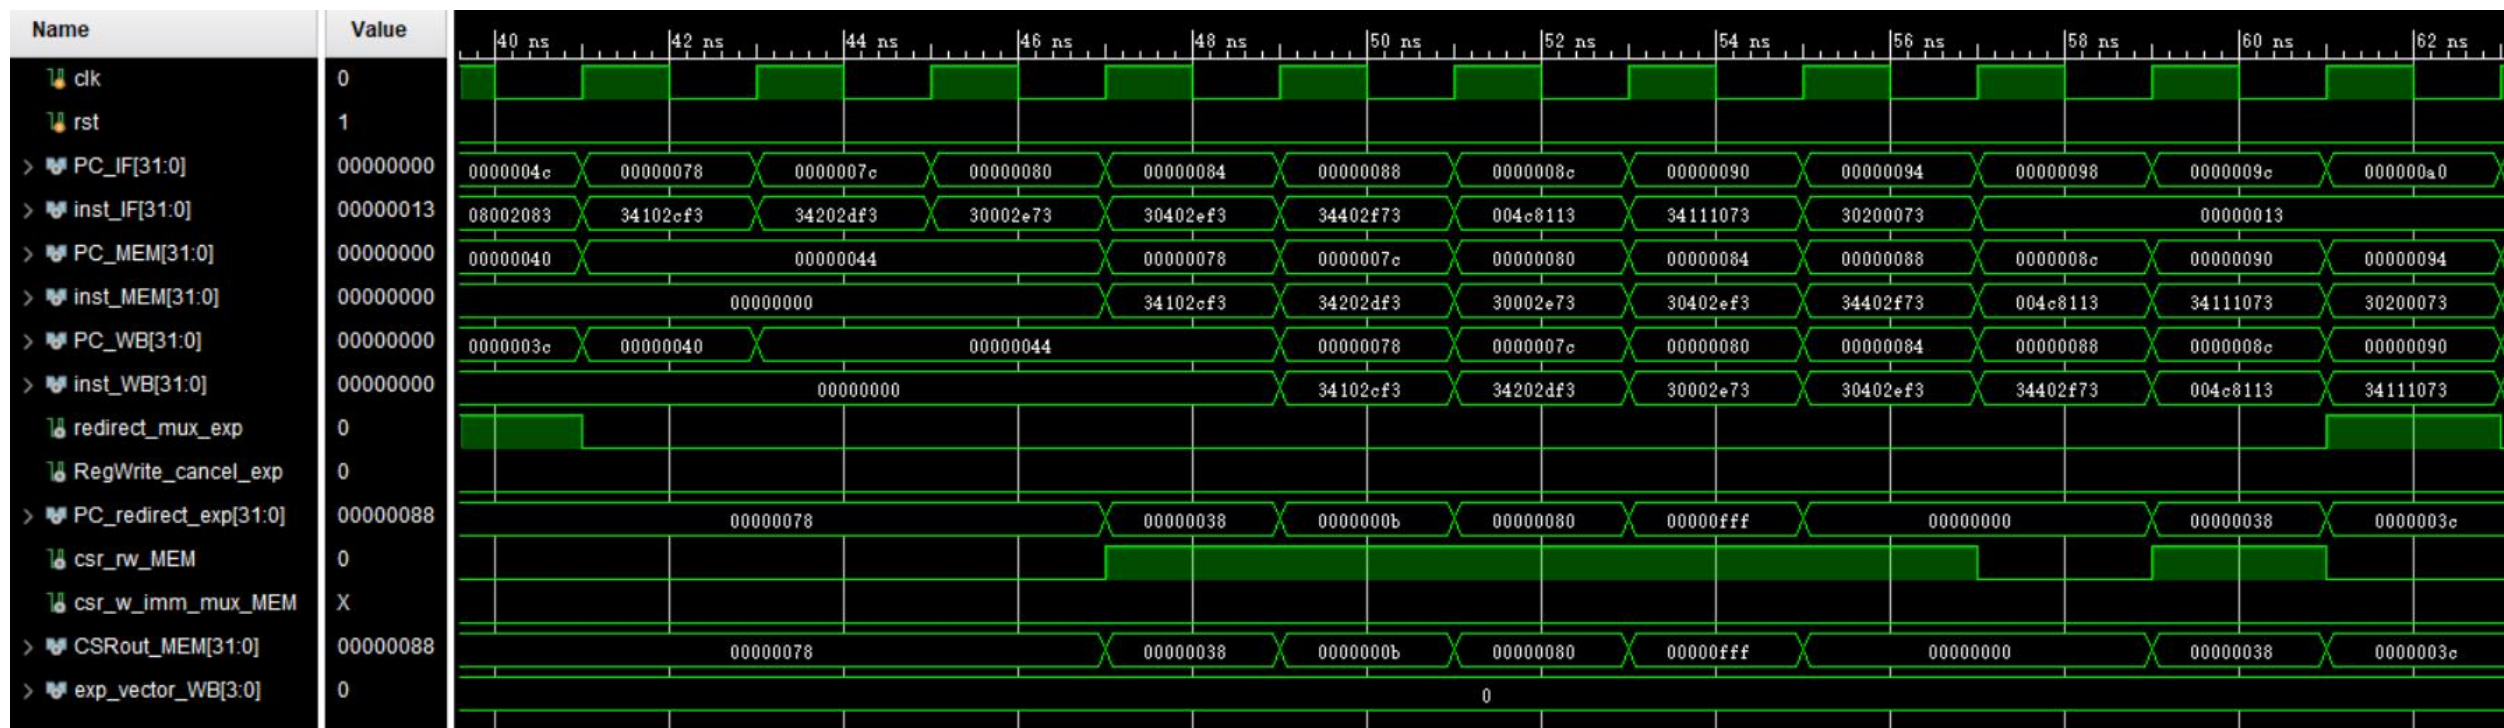 Name Value 40 ns 42 ns 44 ns 46 ns 48 ns 50 ns 52 ns 54 ns 56 ns 58 ns 60 ns 62 ns
clk 0
rst 1
PC_IF[31:0] 00000000 0000004c 00000078 0000007c 00000080 00000084 00000088 0000008c 00000090 00000094 00000098 0000009c 000000a0
inst_IF[31:0] 00000013 08002083 34102cf3 34202df3 30002e73 30402ef3 34402f73 004c8113 34111073 30200073 00000013
PC_MEM[31:0] 00000000 00000040 00000044 00000078 0000007c 00000080 00000084 00000088 0000008c 00000090 00000094
inst_MEM[31:0] 00000000 00000000 34102cf3 34202df3 30002e73 30402ef3 34402f73 004c8113 34111073 30200073
PC_WB[31:0] 00000000 0000003c 00000040 00000044 00000078 0000007c 00000080 00000084 00000088 0000008c 00000090
inst_WB[31:0] 00000000 00000000 34102cf3 34202df3 30002e73 30402ef3 34402f73 004c8113 34111073
redirect_mux_exp 0
RegWrite_cancel_exp 0
PC_redirect_exp[31:0] 00000088 00000078 00000038 0000000b 00000080 00000fff 00000000 00000038 0000003c
csr_rw_MEM 0
csr_w_imm_mux_MEM X
CSRout_MEM[31:0] 00000088 00000078 00000038 0000000b 00000080 00000fff 00000000 00000038 0000003c
exp_vector_WB[3:0] 0 0